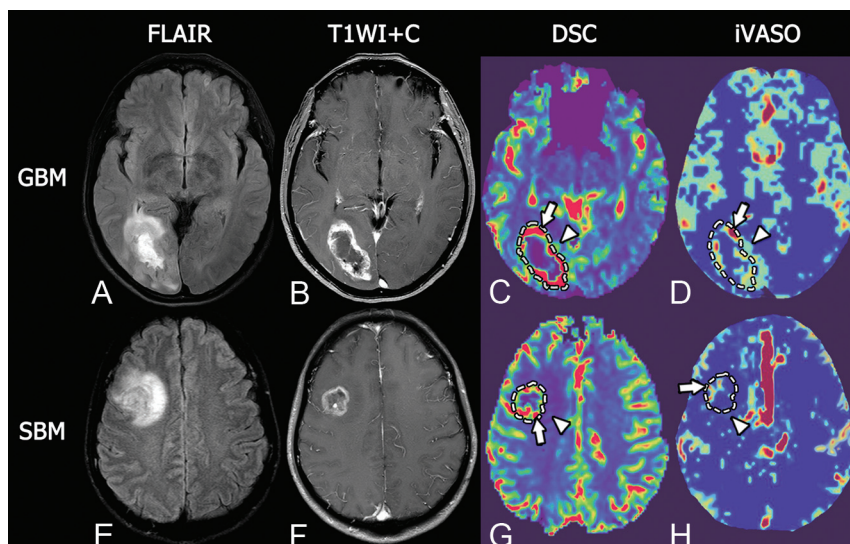 FLAIR T1WI+C DSC iVASO
GBM
A B C D
SBM
E F G H